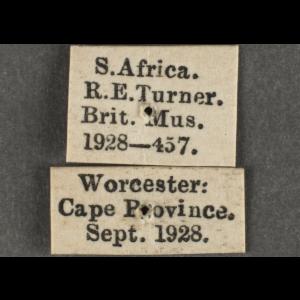 S. Africa.
R.E.Turner.
Brit. Mus.
1928—457.
Worcester:
Cape Province.
Sept. 1928.